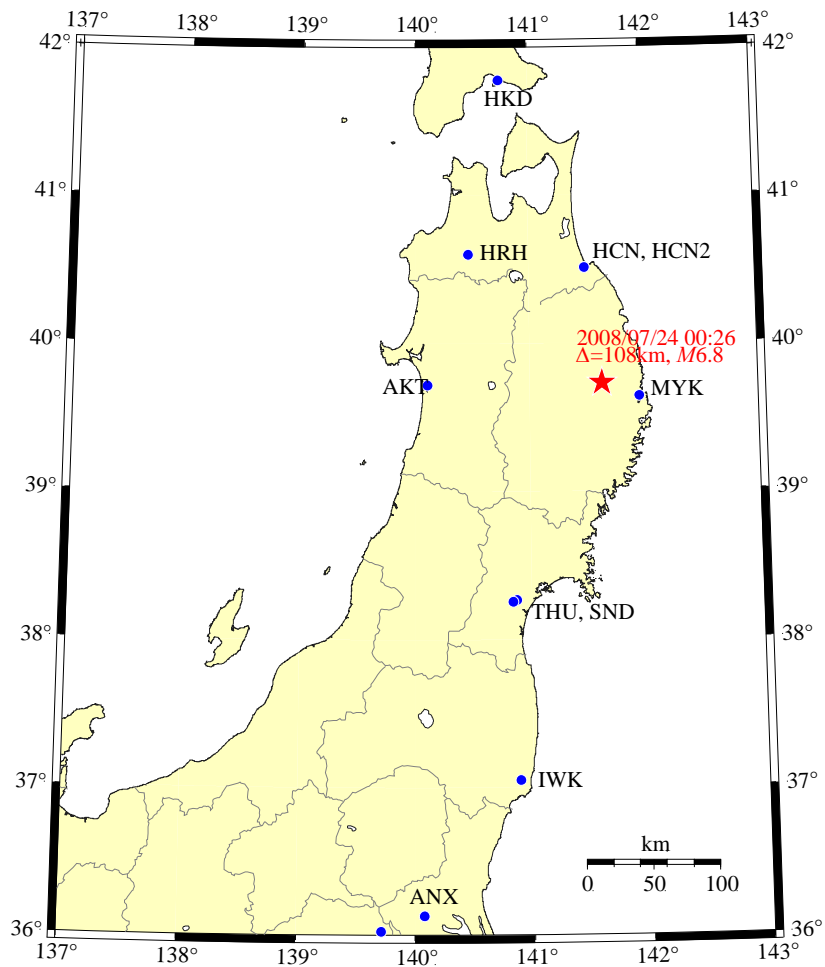 137° 138° 139° 140° 141° 142° 143°
42° 42°
HKD
41° 41°
HRH
HCN, HCN2
40° 40°
2008/07/24 00:26
Δ=108km, M6.8
AKT
MYK
39° 39°
THU, SND
38° 38°
37° 37°
IWK
km
0 50 100
ANX
36° 36°
137° 138° 139° 140° 141° 142° 143°